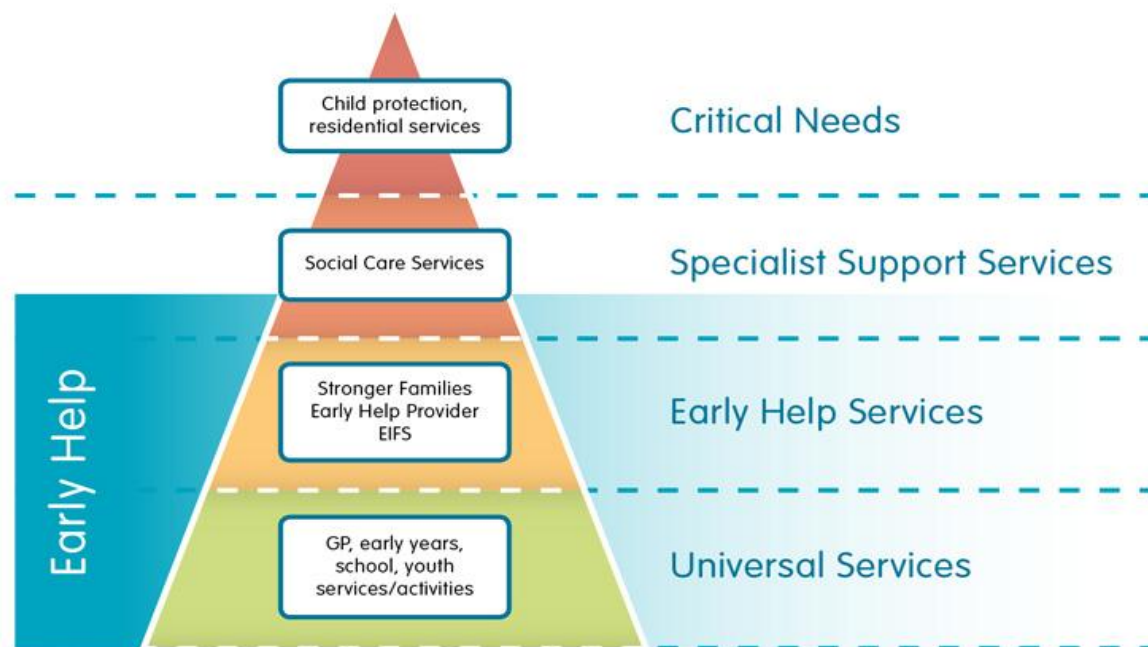 Child protection,
residential services
Critical Needs
Social Care Services
Specialist Support Services
Early Help
Stronger Families
Early Help Provider
EIFS
Early Help Services
GP, early years,
school, youth
services/activities
Universal Services